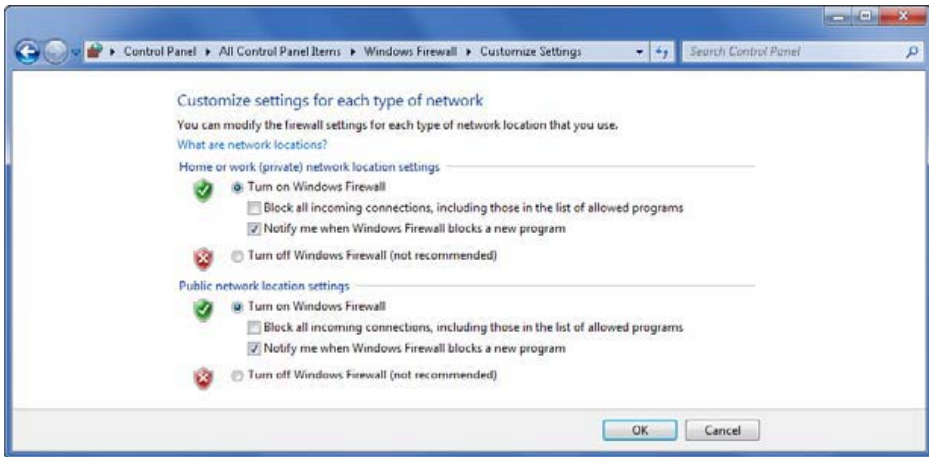 Control Panel ▸ All Control Panel Items ▸ Windows Firewall ▸ Customize Settings
Search Control Panel
Customize settings for each type of network
You can modify the firewall settings for each type of network location that you use.
What are network locations?
Home or work (private) network location settings
Turn on Windows Firewall
Block all incoming connections, including those in the list of allowed programs
Notify me when Windows Firewall blocks a new program
Turn off Windows Firewall (not recommended)
Public network location settings
Turn on Windows Firewall
Block all incoming connections, including those in the list of allowed programs
Notify me when Windows Firewall blocks a new program
Turn off Windows Firewall (not recommended)
OK Cancel